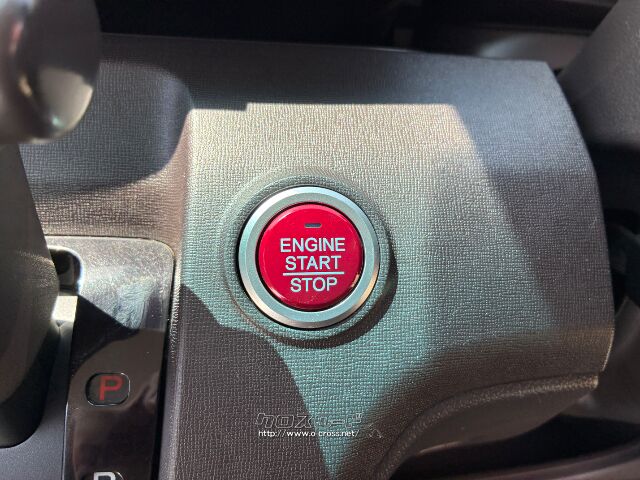 ENGINE
START
STOP
P
R
http://www.o-cross.net/